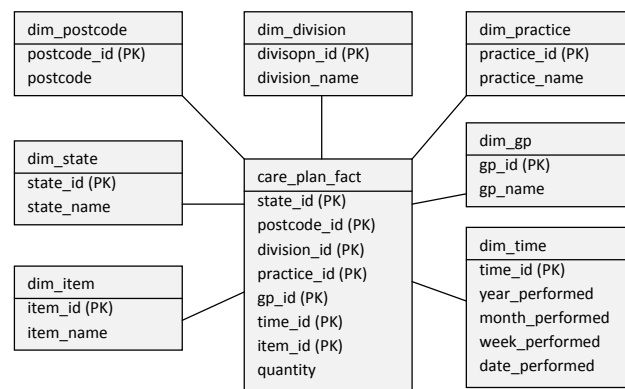 dim_postcode
postcode_id (PK)
postcode
dim_division
divisopn_id (PK)
division_name
dim_practice
practice_id (PK)
practice_name
dim_state
state_id (PK)
state_name
care_plan_fact
state_id (PK)
postcode_id (PK)
division_id (PK)
practice_id (PK)
gp_id (PK)
time_id (PK)
item_id (PK)
quantity
dim_gp
gp_id (PK)
gp_name
dim_item
item_id (PK)
item_name
dim_time
time_id (PK)
year_performed
month_performed
week_performed
date_performed